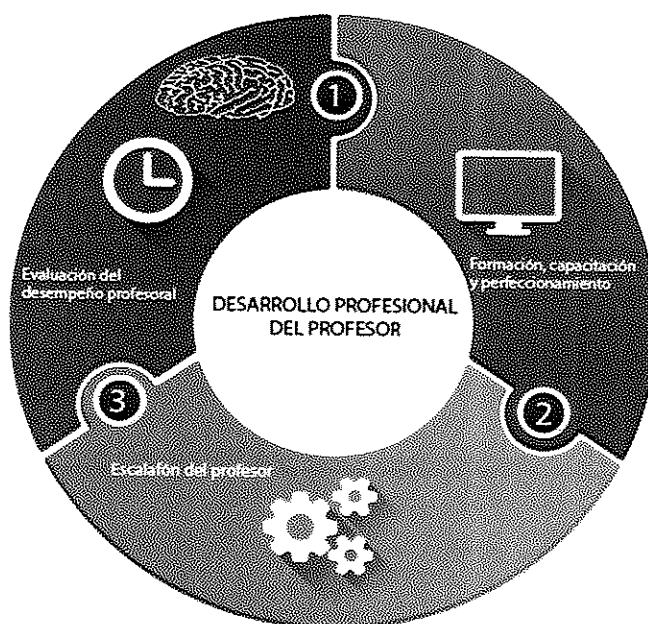 1
Evaluación del
desempeño profesoral
Formación, capacitación
y perfeccionamiento
DESARROLLO PROFESIONAL
DEL PROFESOR
3
2
Escalafón del profesor